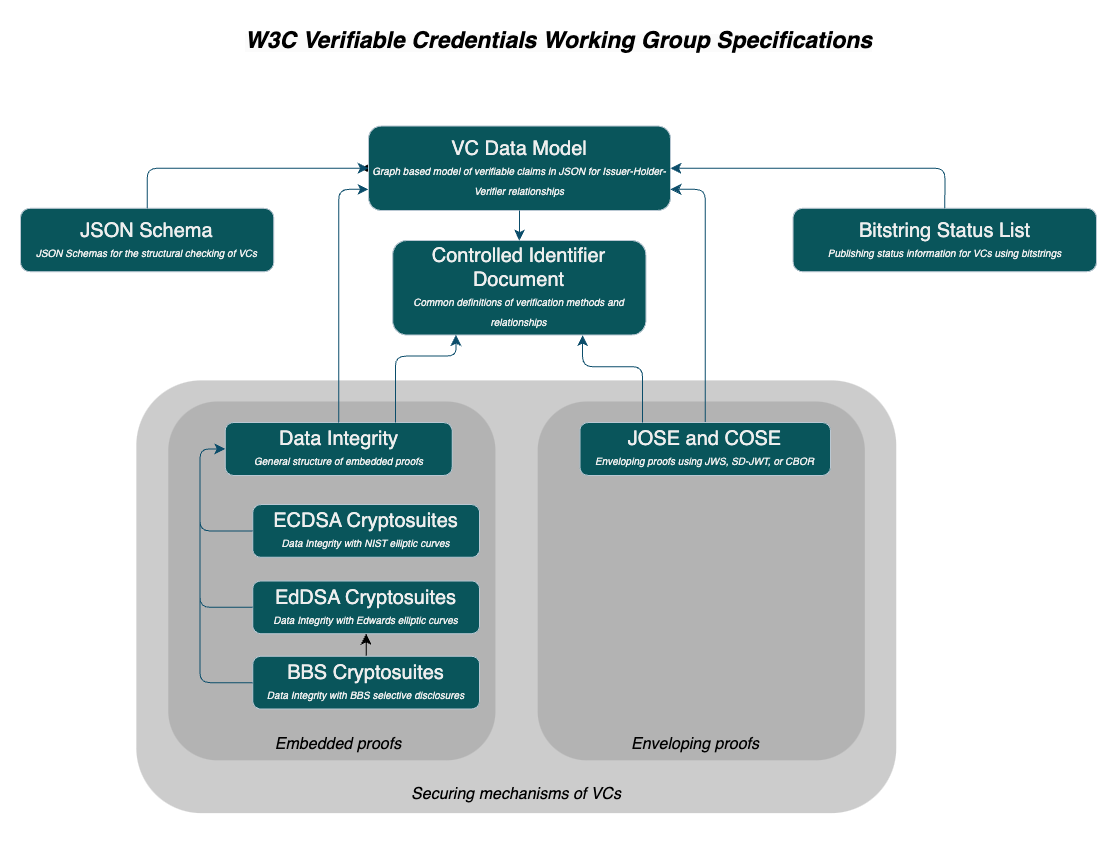 W3C Verifiable Credentials Working Group Specifications
VC Data Model
Graph based model of verifiable claims in JSON for Issuer-Holder-
Verifier relationships
JSON Schema
JSON Schemas for the structural checking of VCs
Bitstring Status List
Publishing status information for VCs using bitstrings
Controlled Identifier
Document
Common definitions of verification methods and
relationships
Data Integrity
General structure of embedded proofs
ECDSA Cryptosuites
Data Integrity with NIST elliptic curves
EdDSA Cryptosuites
Data Integrity with Edwards elliptic curves
BBS Cryptosuites
Data Integrity with BBS selective disclosures
Embedded proofs
JOSE and COSE
Enveloping proofs using JWS, SD-JWT, or CBOR
Enveloping proofs
Securing mechanisms of VCs